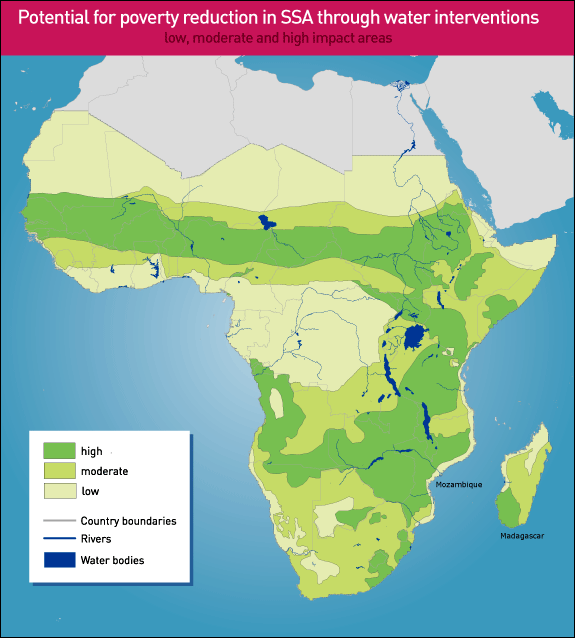 Potential for poverty reduction in SSA through water interventions
low, moderate and high impact areas
Mozambique
Madagascar
high
moderate
low
Country boundaries
Rivers
Water bodies